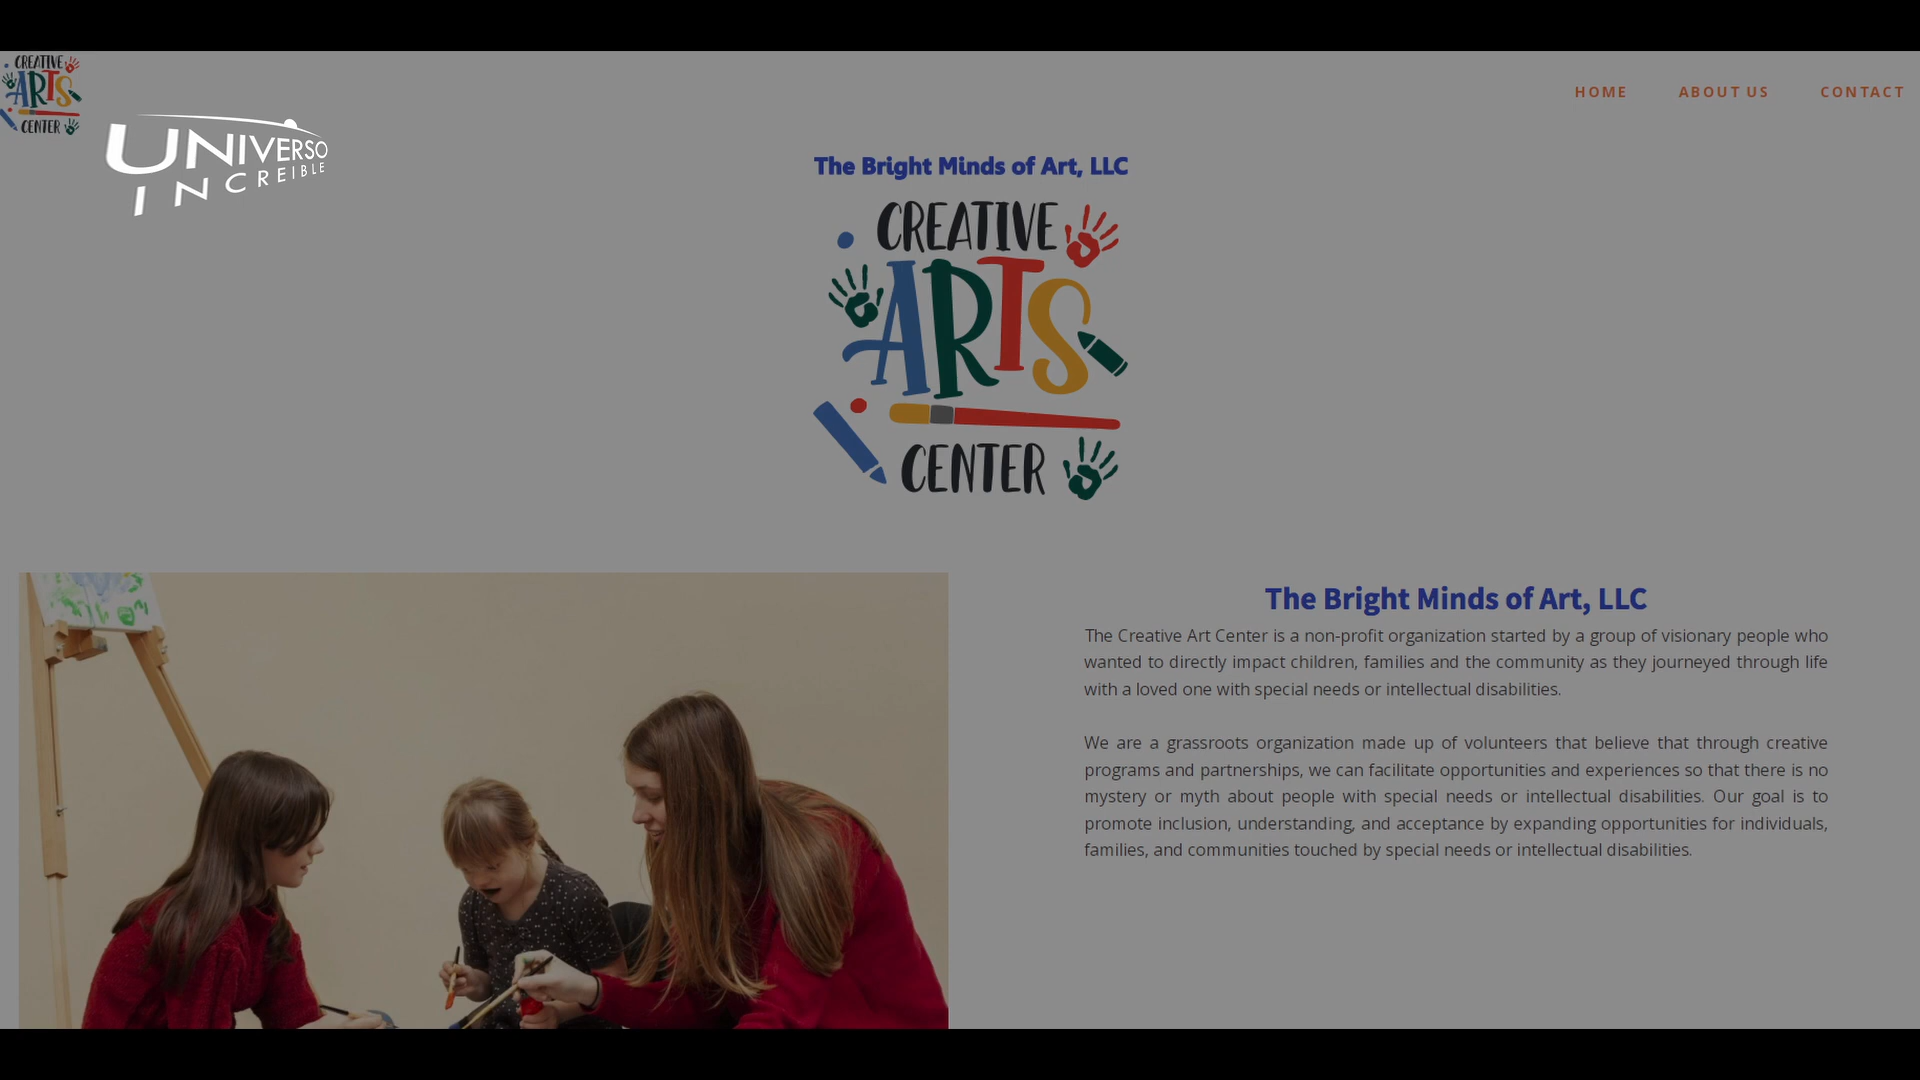 CREATIVE
ARTS
CENTER
HOME ABOUT US CONTACT
UNIVERSO
INCREIBLE
The Bright Minds of Art, LLC
CREATIVE
ARTS
CENTER
The Bright Minds of Art, LLC
The Creative Art Center is a non-profit organization started by a group of visionary people who
wanted to directly impact children, families and the community as they journeyed through life
with a loved one with special needs or intellectual disabilities.
We are a grassroots organization made up of volunteers that believe that through creative
programs and partnerships, we can facilitate opportunities and experiences so that there is no
mystery or myth about people with special needs or intellectual disabilities. Our goal is to
promote inclusion, understanding, and acceptance by expanding opportunities for individuals,
families, and communities touched by special needs or intellectual disabilities.